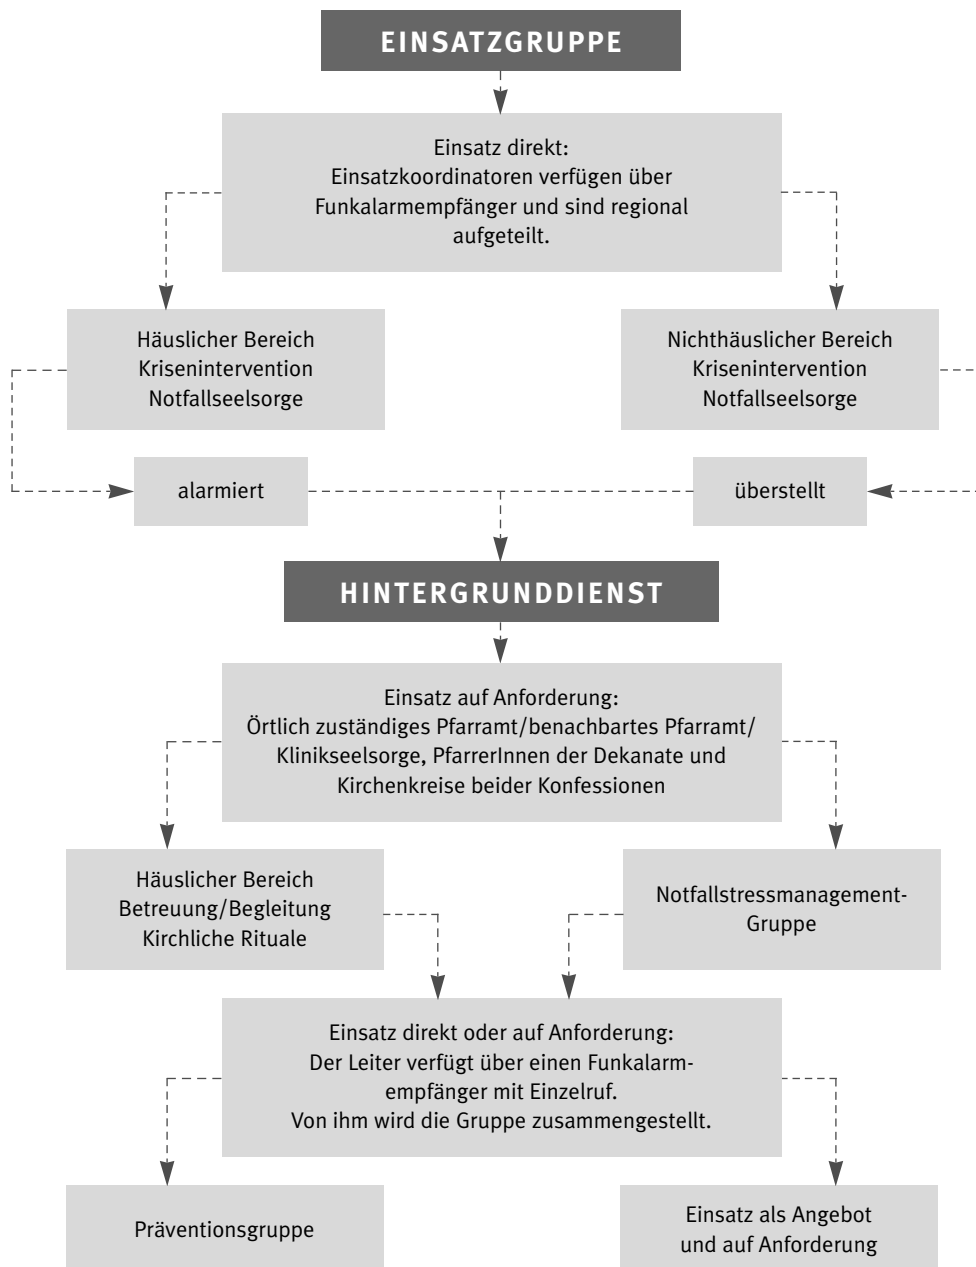 EINSATZGRUPPE
Einsatz direkt:
Einsatzkoordinatoren verfügen über
Funkalarmempfänger und sind regional
aufgeteilt.
Häuslicher Bereich
Krisenintervention
Notfallseelsorge
Nichthäuslicher Bereich
Krisenintervention
Notfallseelsorge
alarmiert
überstellt
HINTERGRUNDDIENST
Einsatz auf Anforderung:
Örtlich zuständiges Pfarramt/benachbartes Pfarramt/
Klinikseelsorge, PfarrerInnen der Dekanate und
Kirchenkreise beider Konfessionen
Häuslicher Bereich
Betreuung/Begleitung
Kirchliche Rituale
Notfallstressmanagement-
Gruppe
Einsatz direkt oder auf Anforderung:
Der Leiter verfügt über einen Funkalarm-
empfänger mit Einzelruf.
Von ihm wird die Gruppe zusammengestellt.
Präventionsgruppe
Einsatz als Angebot
und auf Anforderung